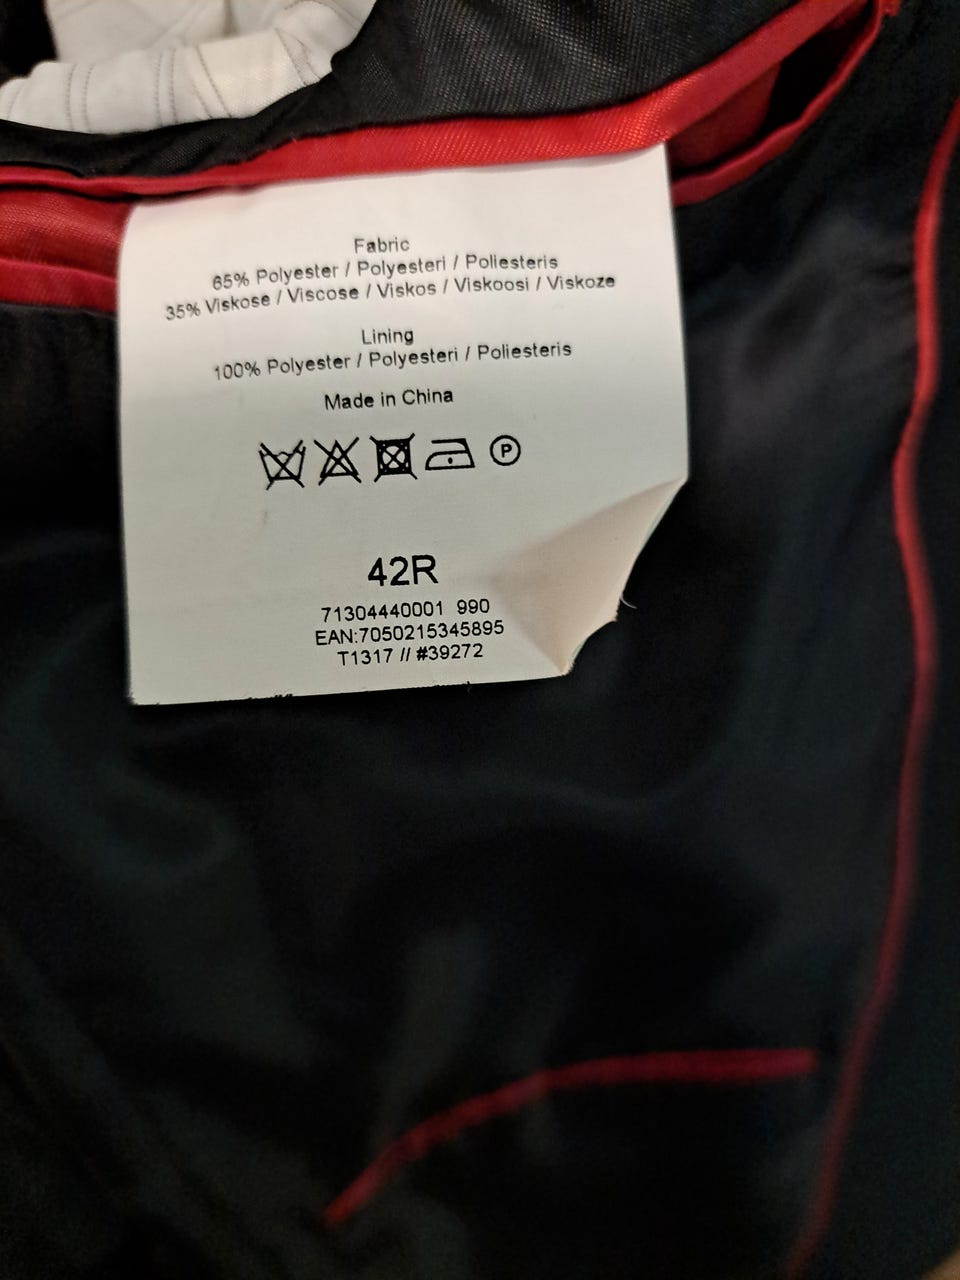 Fabric
65% Polyester / Polyesteri / Poliesteris
35% Viskose / Viscose / Viskos / Viskoosi / Viskoze
Lining
100% Polyester / Polyesteri / Poliesteris
Made in China
P
42R
71304440001 990
EAN:7050215345895
T1317 // #39272